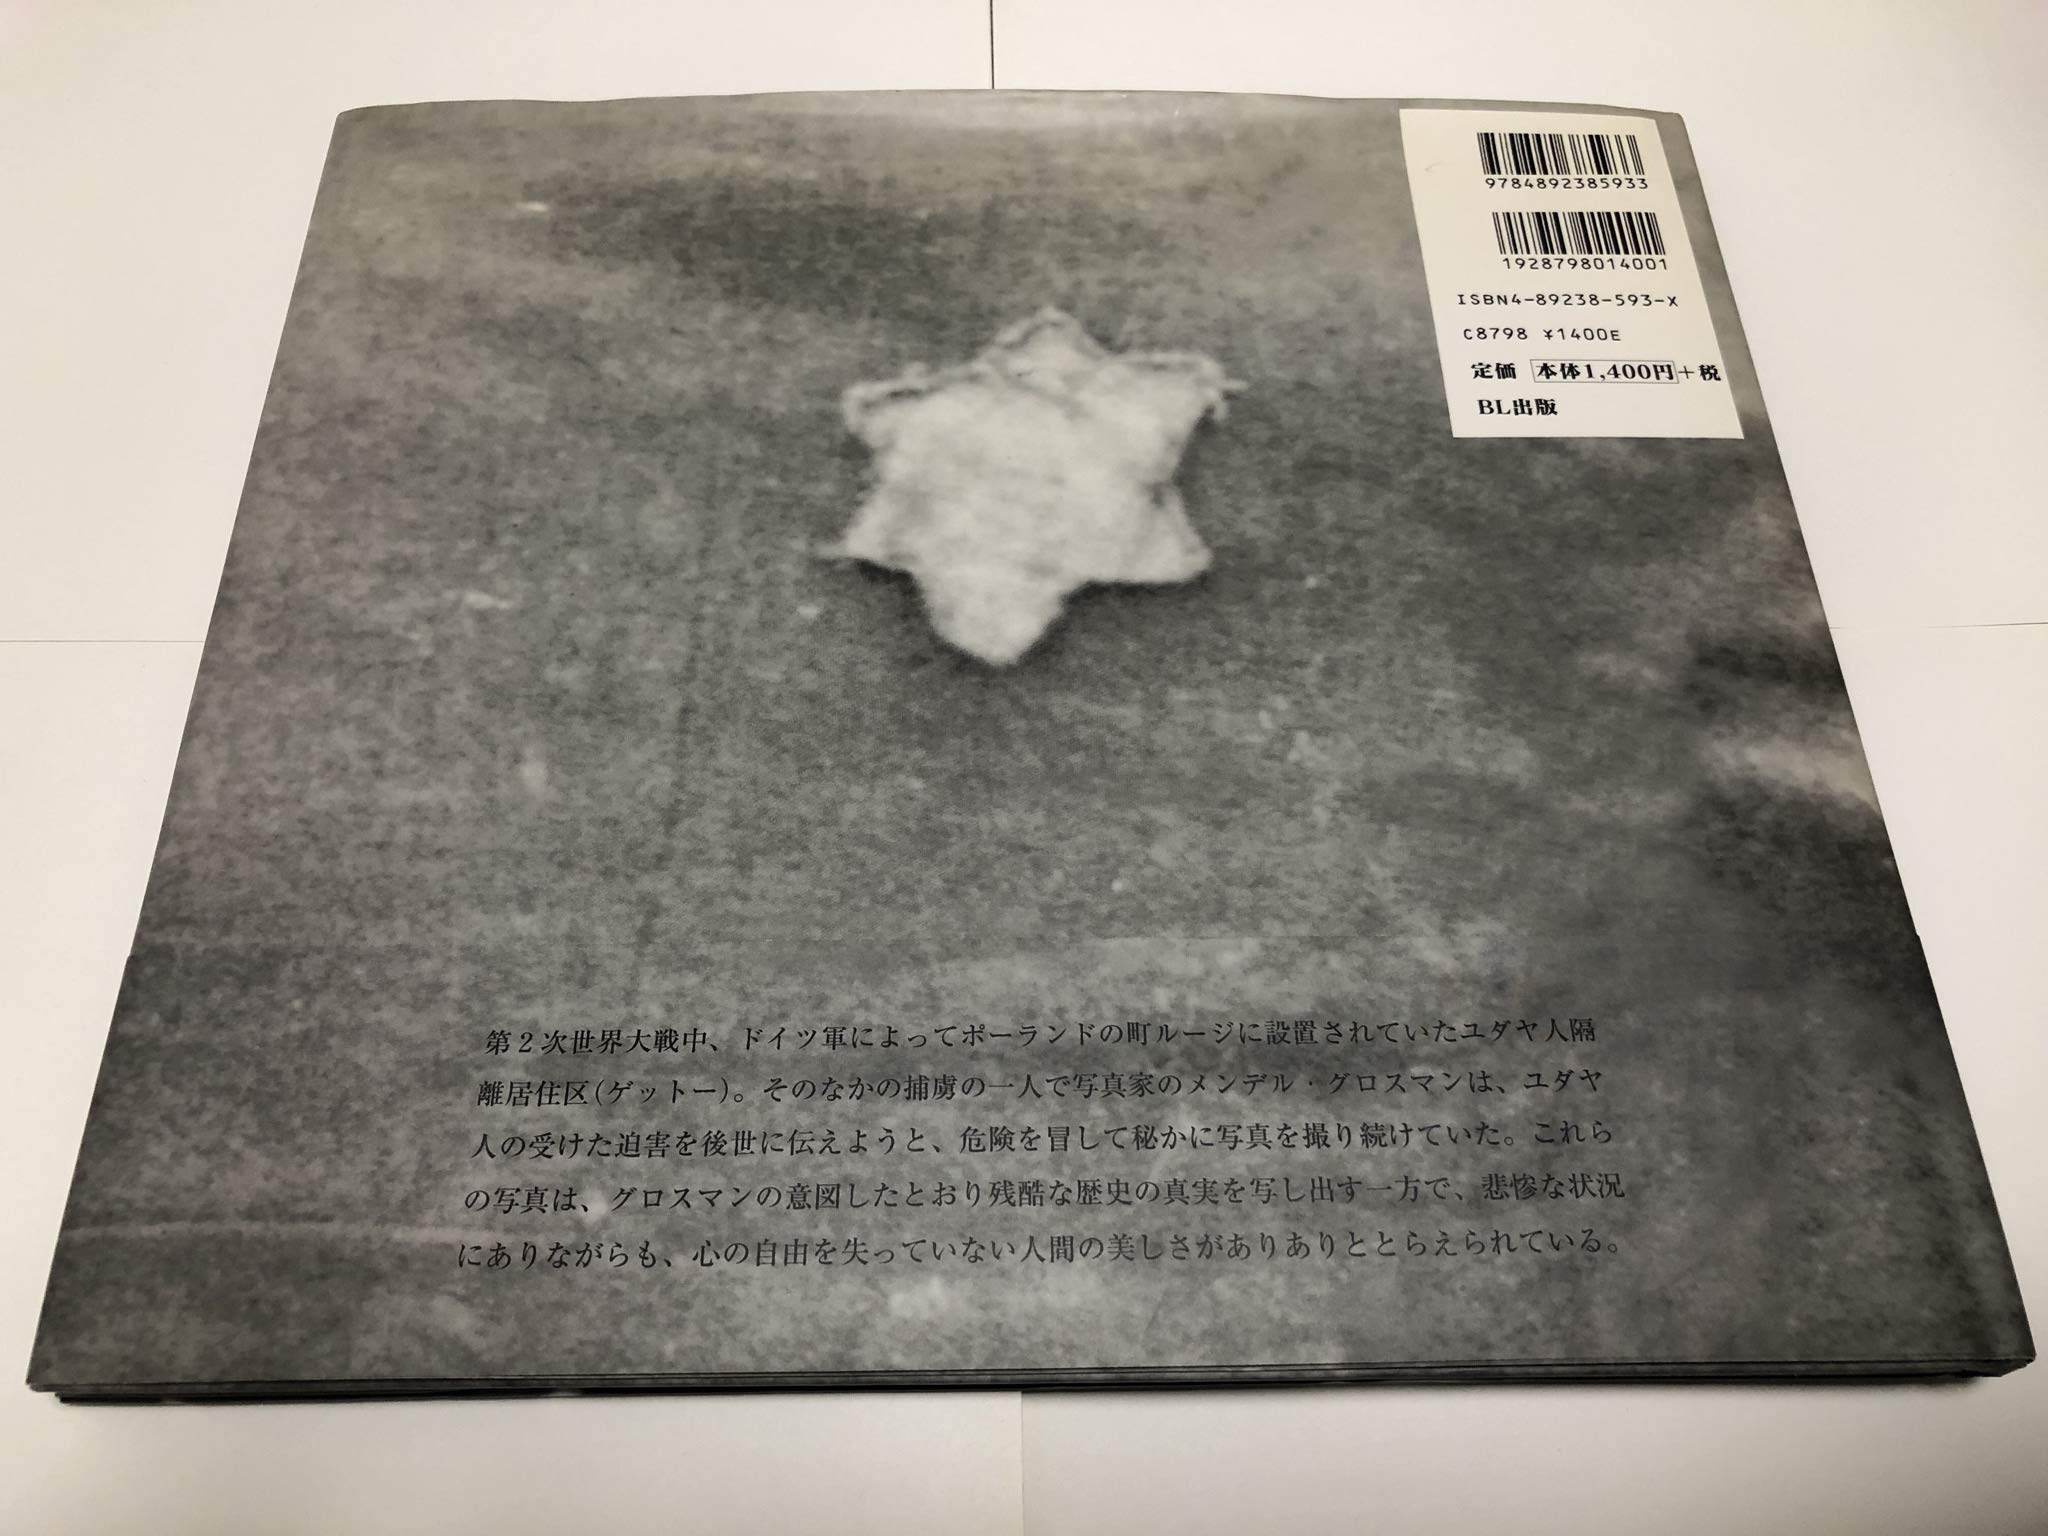 9784892385933
1928798014001
ISBN4-89238-593-X
C8798 ¥1400E
定価 本体1,400円+税
BL出版
第2次世界大戦中、ドイツ軍によってポーランドの町ルージに設置されていたユダヤ人隔
離居住区(ゲットー)。そのなかの捕虜の一人で写真家のメンデル・グロスマンは、ユダヤ
人の受けた迫害を後世に伝えようと、危険を冒して秘かに写真を撮り続けていた。これら
の写真は、グロスマンの意図したとおり残酷な歴史の真実を写し出す一方で、悲惨な状況
にありながらも、心の自由を失っていない人間の美しさがありありととらえられている。